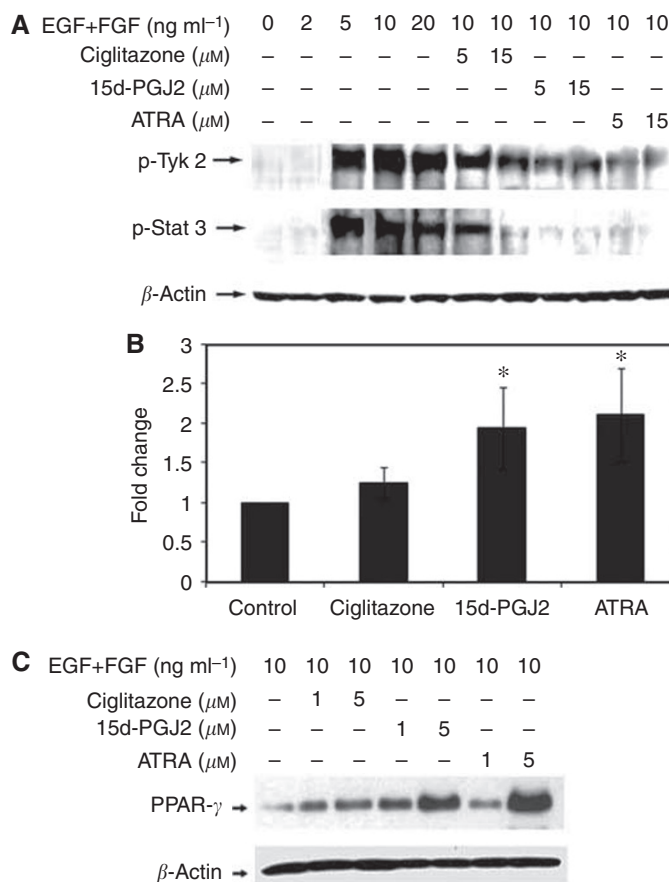 A EGF+FGF (ng ml⁻¹) 0 2 5 10 20 10 10 10 10 10 10
Ciglitazone (μM) – – – – – 5 15 – – – –
15d-PGJ2 (μM) – – – – – – – 5 15 – –
ATRA (μM) – – – – – – – – – 5 15
p-Tyk 2
p-Stat 3
β-Actin
B
3
2.5
2
1.5
1
0.5
0
Fold change
* *
Control Ciglitazone 15d-PGJ2 ATRA
C EGF+FGF (ng ml⁻¹) 10 10 10 10 10 10 10
Ciglitazone (μM) – 1 5 – – – –
15d-PGJ2 (μM) – – – 1 5 – –
ATRA (μM) – – – – – 1 5
PPAR-γ
β-Actin